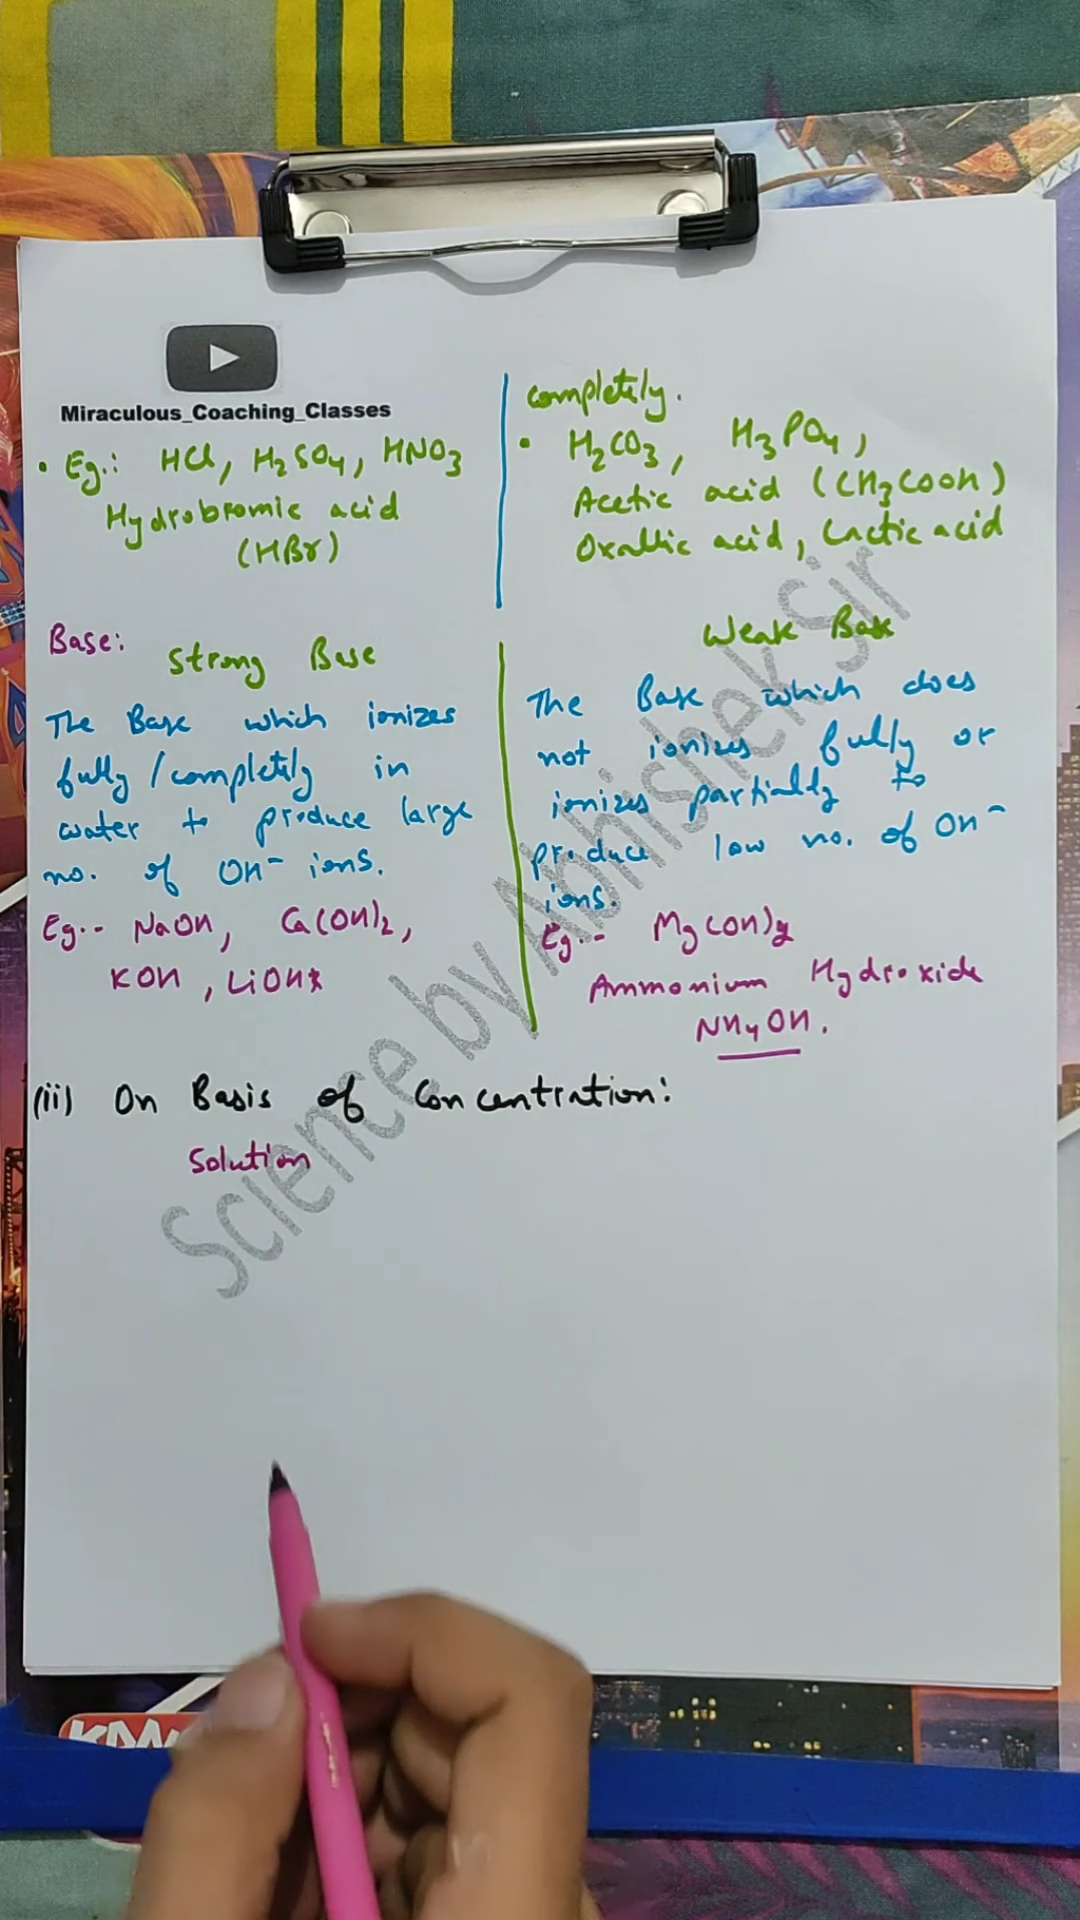 Miraculous_Coaching_Classes
• Eg.: HCl, H₂SO₄, HNO₃
Hydrobromic acid
(HBr)
completely.
• H₂CO₃, H₃PO₄,
Acetic acid (CH₃COOH)
Oxallic acid, Lactic acid
Base:
Strong Base
The Base which ionizes
fully/completely in
water to produce large
no. of OH⁻ ions.
Eg.- NaOH, Ca(OH)₂,
KOH, LiOH
Weak Base
The Base which does
not ionizes fully or
ionizes partially to
produce low no. of OH⁻
ions.
Eg.- Mg(OH)₂
Ammonium Hydroxide
NH₄OH.
(ii) On Basis of Concentration:
Solution
Science by Abhishek Sir